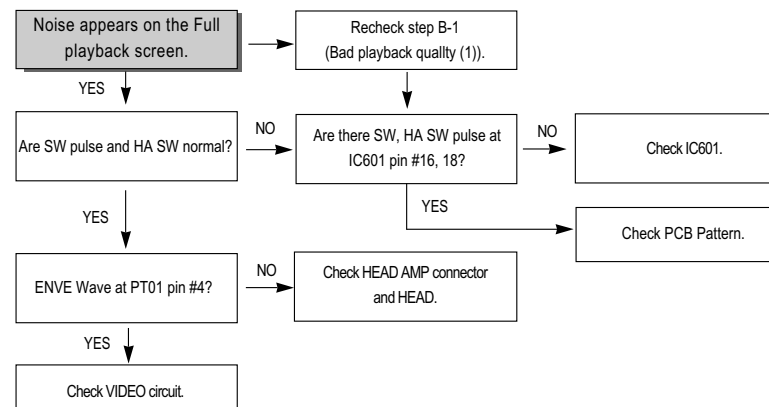 Noise appears on the Full
playback screen.
Recheck step B-1
(Bad playback quallty (1)).
YES
Are SW pulse and HA SW normal?
NO
Are there SW, HA SW pulse at
IC601 pin #16, 18?
NO
Check IC601.
YES
YES
Check PCB Pattern.
ENVE Wave at PT01 pin #4?
NO
Check HEAD AMP connector
and HEAD.
YES
Check VIDEO circuit.